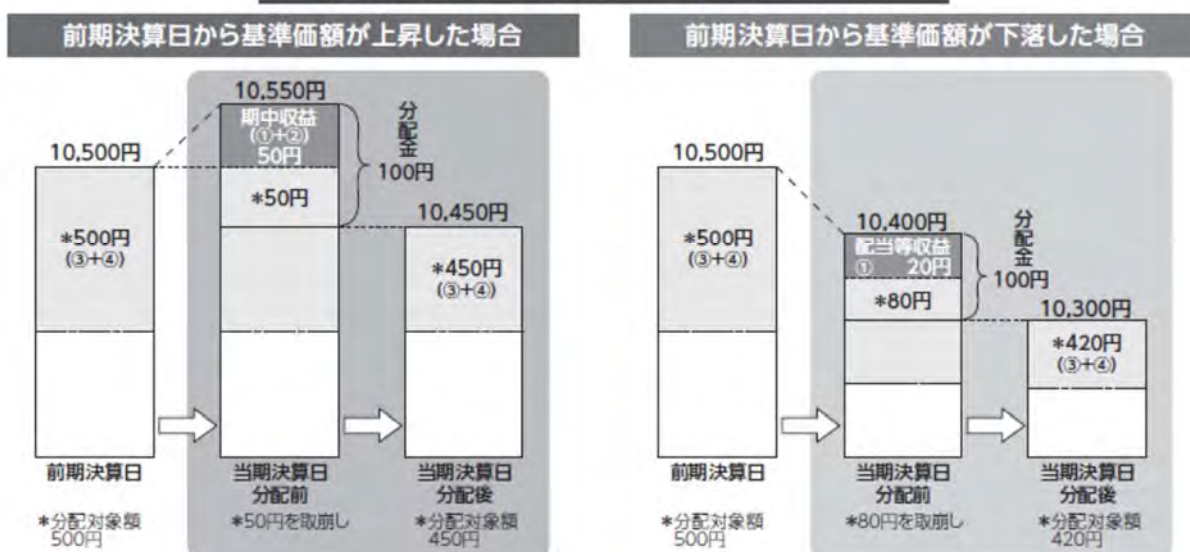 前期決算日から基準価額が上昇した場合
10,550円
期中収益
(①+②)
50円
分配金
100円
10,500円
*500円
(③+④)
*50円
10,450円
*450円
(③+④)
前期決算日
当期決算日
分配前
当期決算日
分配後
*分配対象額
500円
*50円を取崩し
*分配対象額
450円
前期決算日から基準価額が下落した場合
10,500円
*500円
(③+④)
10,400円
配当等収益
① 20円
*80円
分配金
100円
10,300円
*420円
(③+④)
前期決算日
当期決算日
分配前
当期決算日
分配後
*分配対象額
500円
*80円を取崩し
*分配対象額
420円